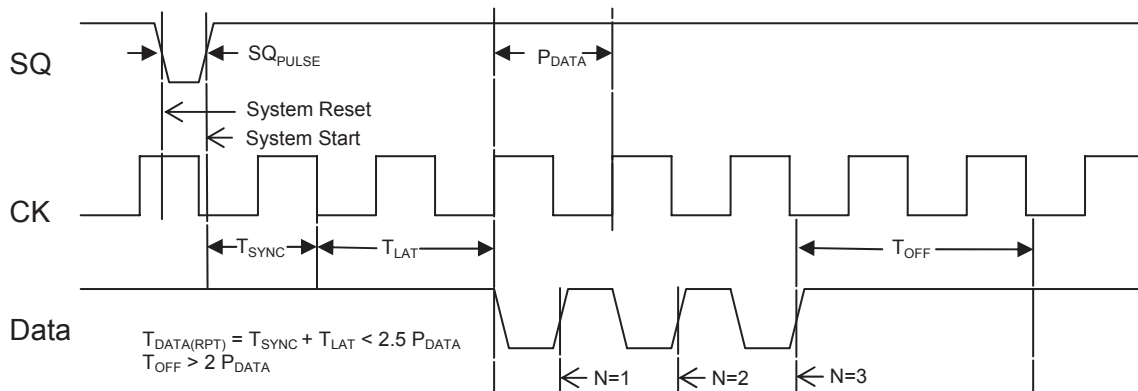 SQ
SQPULSE
PDATA
System Reset
System Start
CK
TSYNC
TLAT
TOFF
Data
TDATA(RPT) = TSYNC + TLAT < 2.5 PDATA
TOFF > 2 PDATA
N=1
N=2
N=3